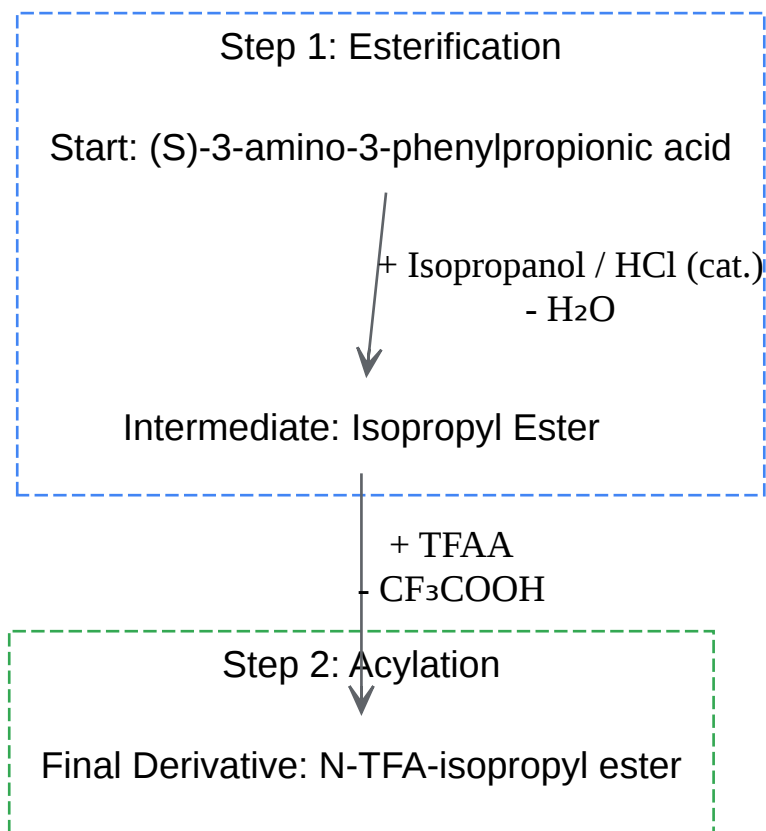 Step 1: Esterification
Start: (S)-3-amino-3-phenylpropionic acid
+ Isopropanol / HCl (cat.)
- H₂O
Intermediate: Isopropyl Ester
+ TFAA
- CF₃COOH
Step 2: Acylation
Final Derivative: N-TFA-isopropyl ester